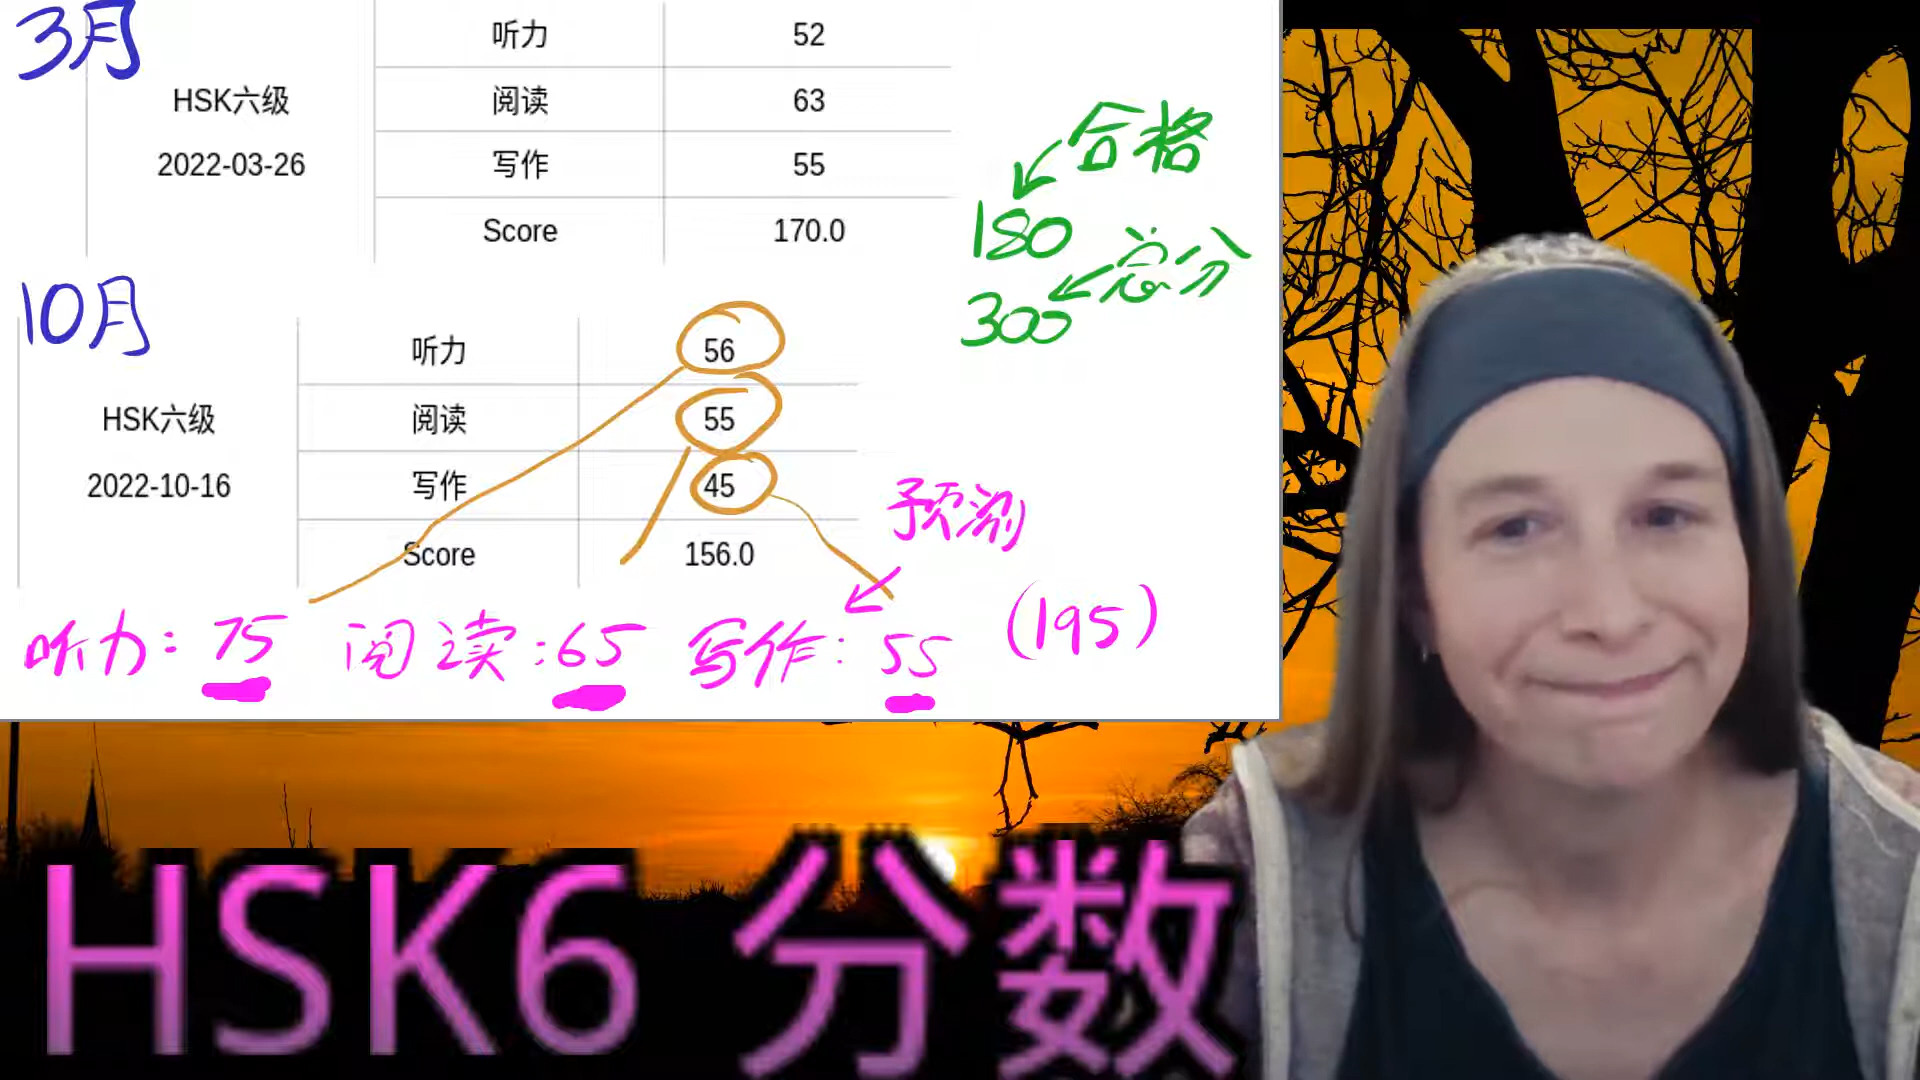 3月
听力 52
HSK六级 阅读 63
2022-03-26 写作 55
Score 170.0
合格
180
总分
300
10月
听力 56
HSK六级 阅读 55
2022-10-16 写作 45
Score 156.0
预测
听力: 75 阅读: 65 写作: 55 (195)
HSK6 分数